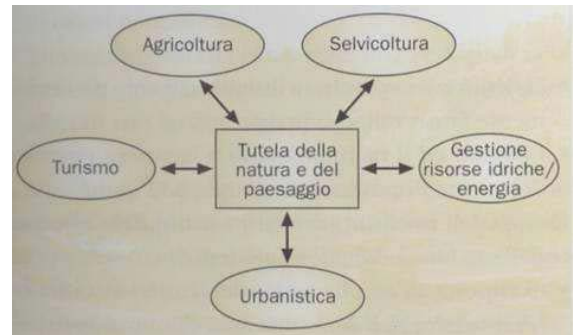 Agricoltura
Selvicoltura
Turismo
Tutela della
natura e del
paesaggio
Gestione
risorse idriche/
energia
Urbanistica